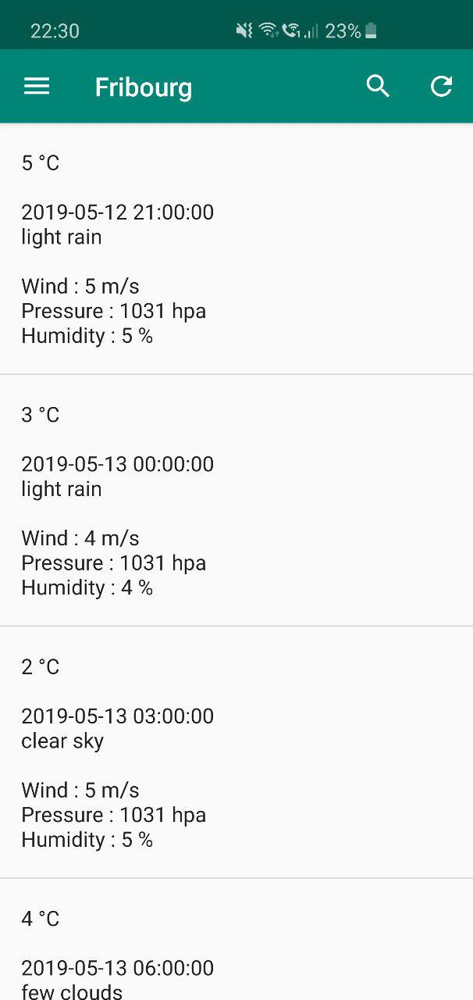 22:30
23%
Fribourg
5 °C
2019-05-12 21:00:00
light rain
Wind : 5 m/s
Pressure : 1031 hpa
Humidity : 5 %
3 °C
2019-05-13 00:00:00
light rain
Wind : 4 m/s
Pressure : 1031 hpa
Humidity : 4 %
2 °C
2019-05-13 03:00:00
clear sky
Wind : 5 m/s
Pressure : 1031 hpa
Humidity : 5 %
4 °C
2019-05-13 06:00:00
few clouds